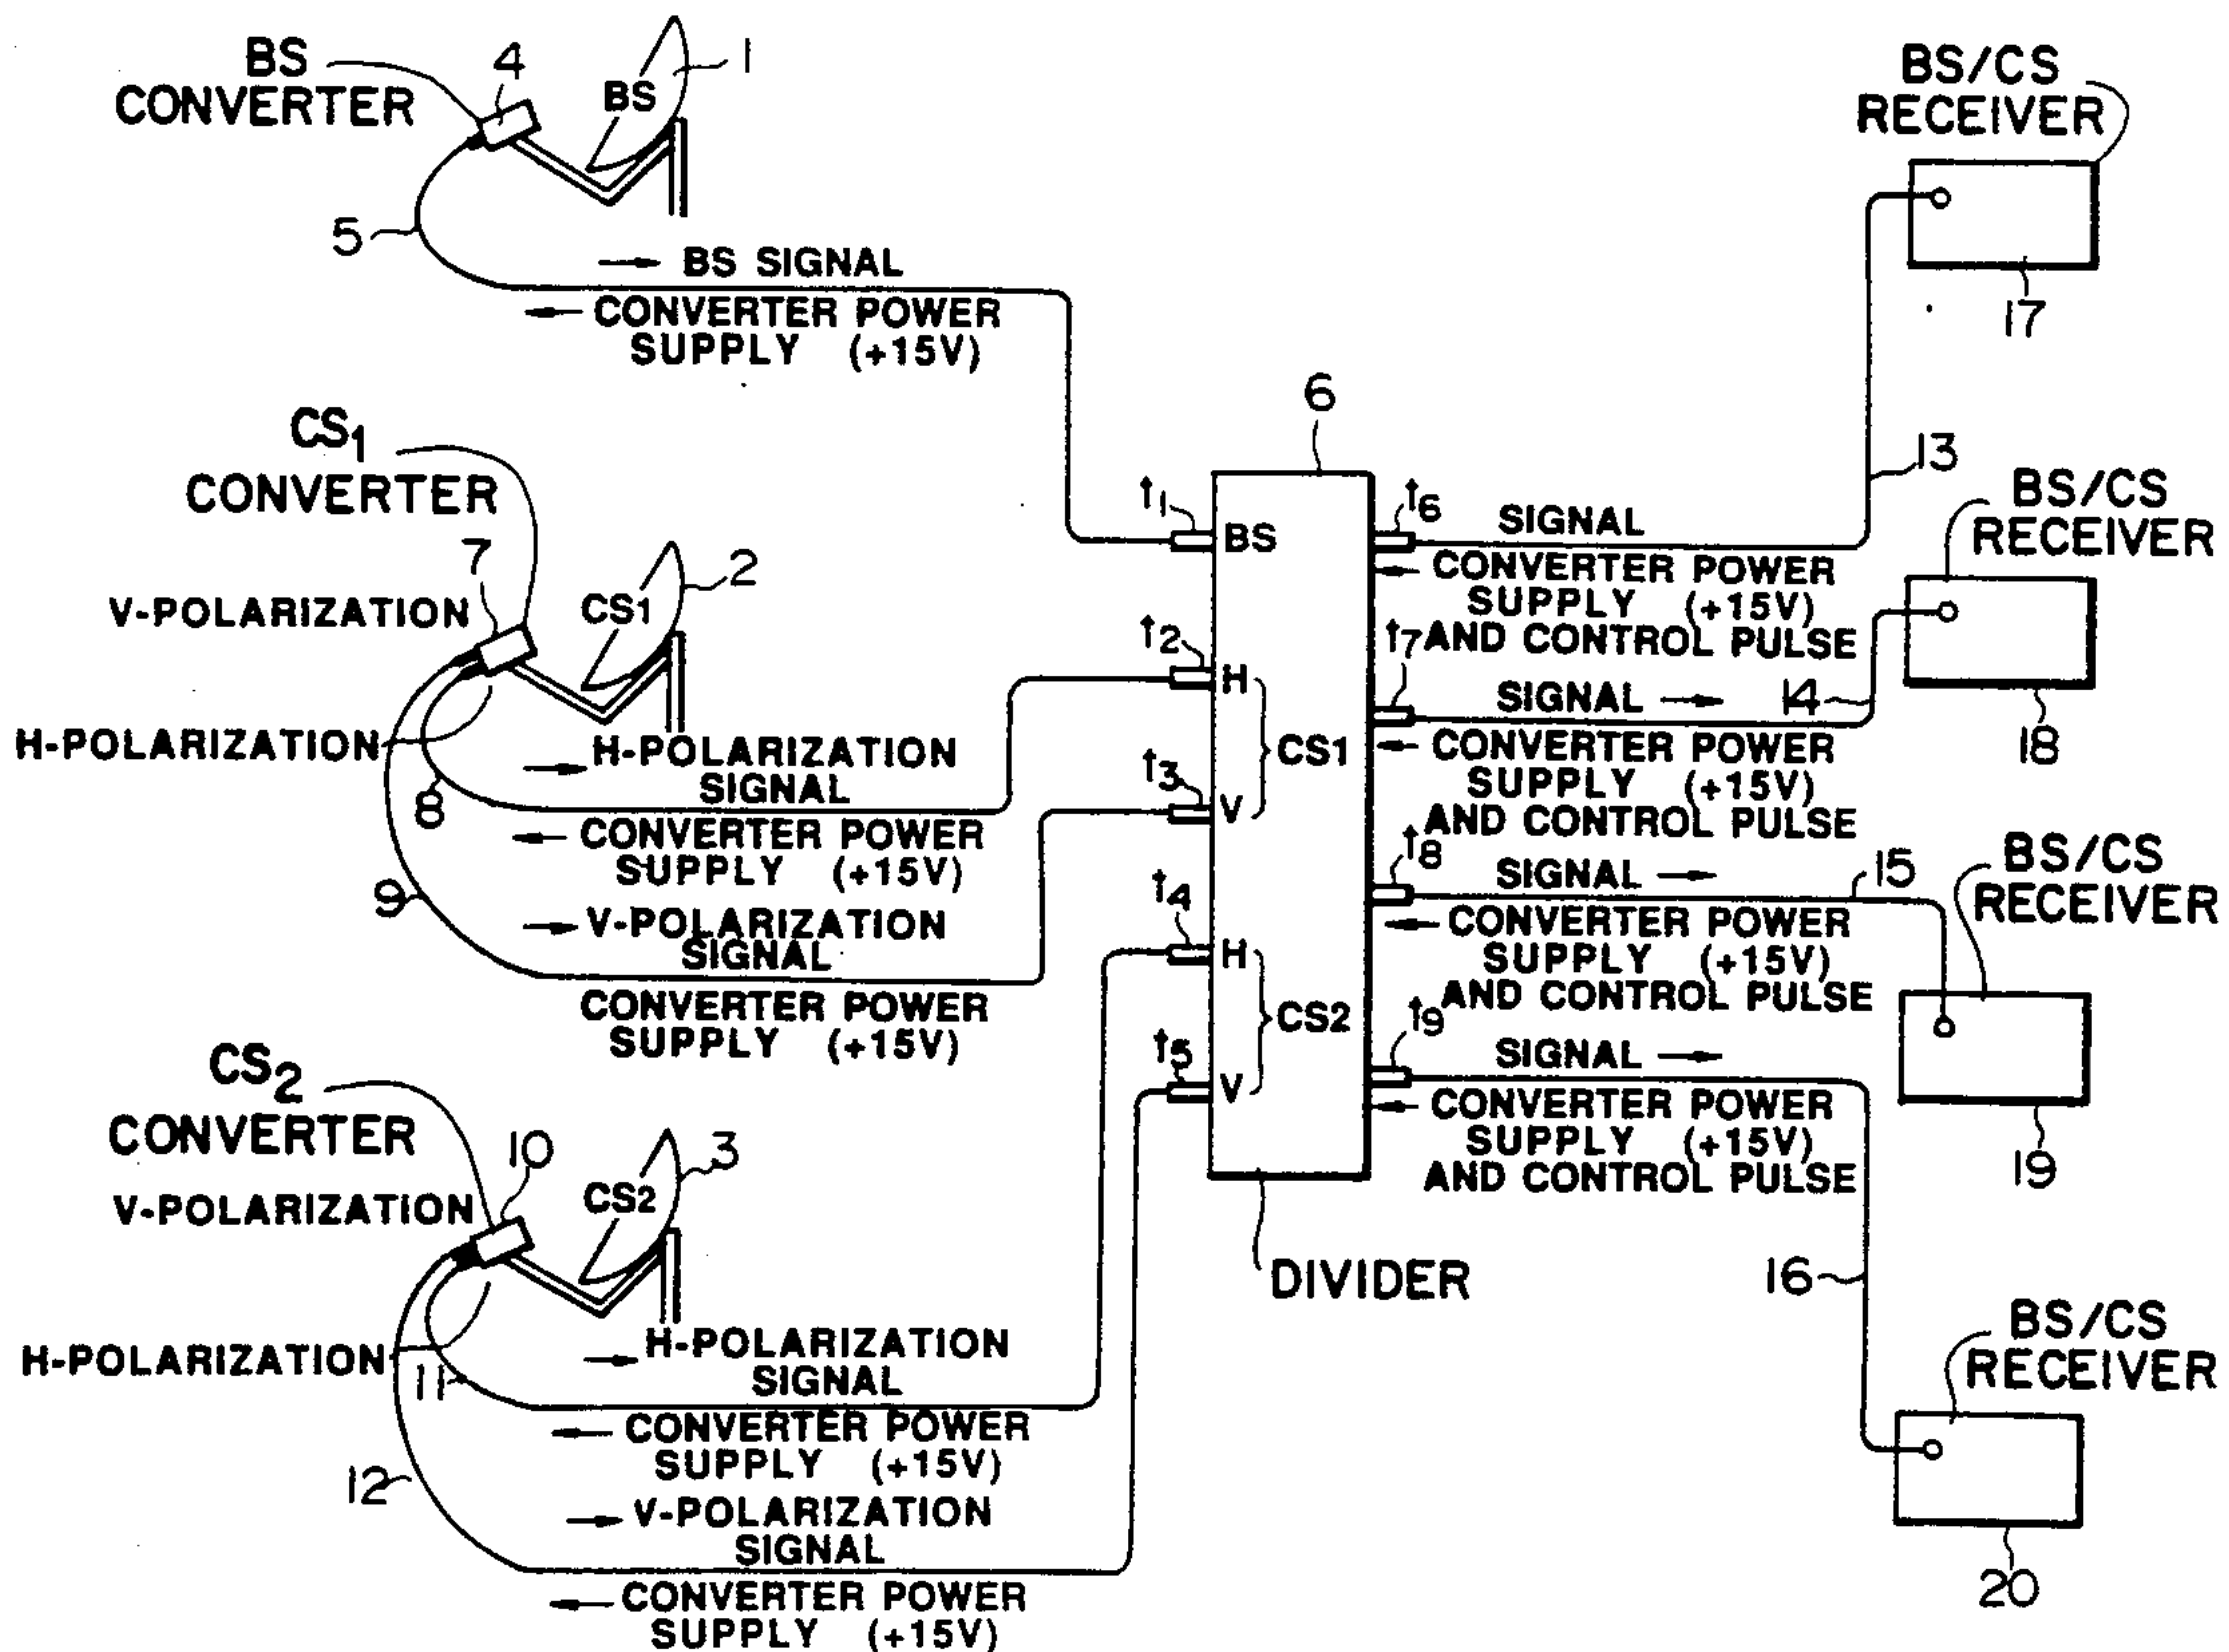 BS
CONVERTER
4
BS
1
5
BS SIGNAL
CONVERTER POWER
SUPPLY (+15V)
CS1
CONVERTER
7
V-POLARIZATION
CS1
2
H-POLARIZATION
8
H-POLARIZATION
SIGNAL
CONVERTER POWER
SUPPLY (+15V)
9
V-POLARIZATION
SIGNAL
CONVERTER POWER
SUPPLY (+15V)
CS2
CONVERTER
10
V-POLARIZATION
CS2
3
H-POLARIZATION
11
H-POLARIZATION
SIGNAL
CONVERTER POWER
SUPPLY (+15V)
12
V-POLARIZATION
SIGNAL
CONVERTER POWER
SUPPLY (+15V)
6
t1
BS
t2
H
CS1
t3
V
t4
H
CS2
t5
V
DIVIDER
t6
SIGNAL
CONVERTER POWER
SUPPLY (+15V)
AND CONTROL PULSE
t7
SIGNAL
CONVERTER POWER
SUPPLY (+15V)
AND CONTROL PULSE
t8
SIGNAL
CONVERTER POWER
SUPPLY (+15V)
AND CONTROL PULSE
t9
SIGNAL
CONVERTER POWER
SUPPLY (+15V)
AND CONTROL PULSE
BS/CS
RECEIVER
17
13
BS/CS
RECEIVER
14
18
BS/CS
RECEIVER
15
19
16
BS/CS
RECEIVER
20